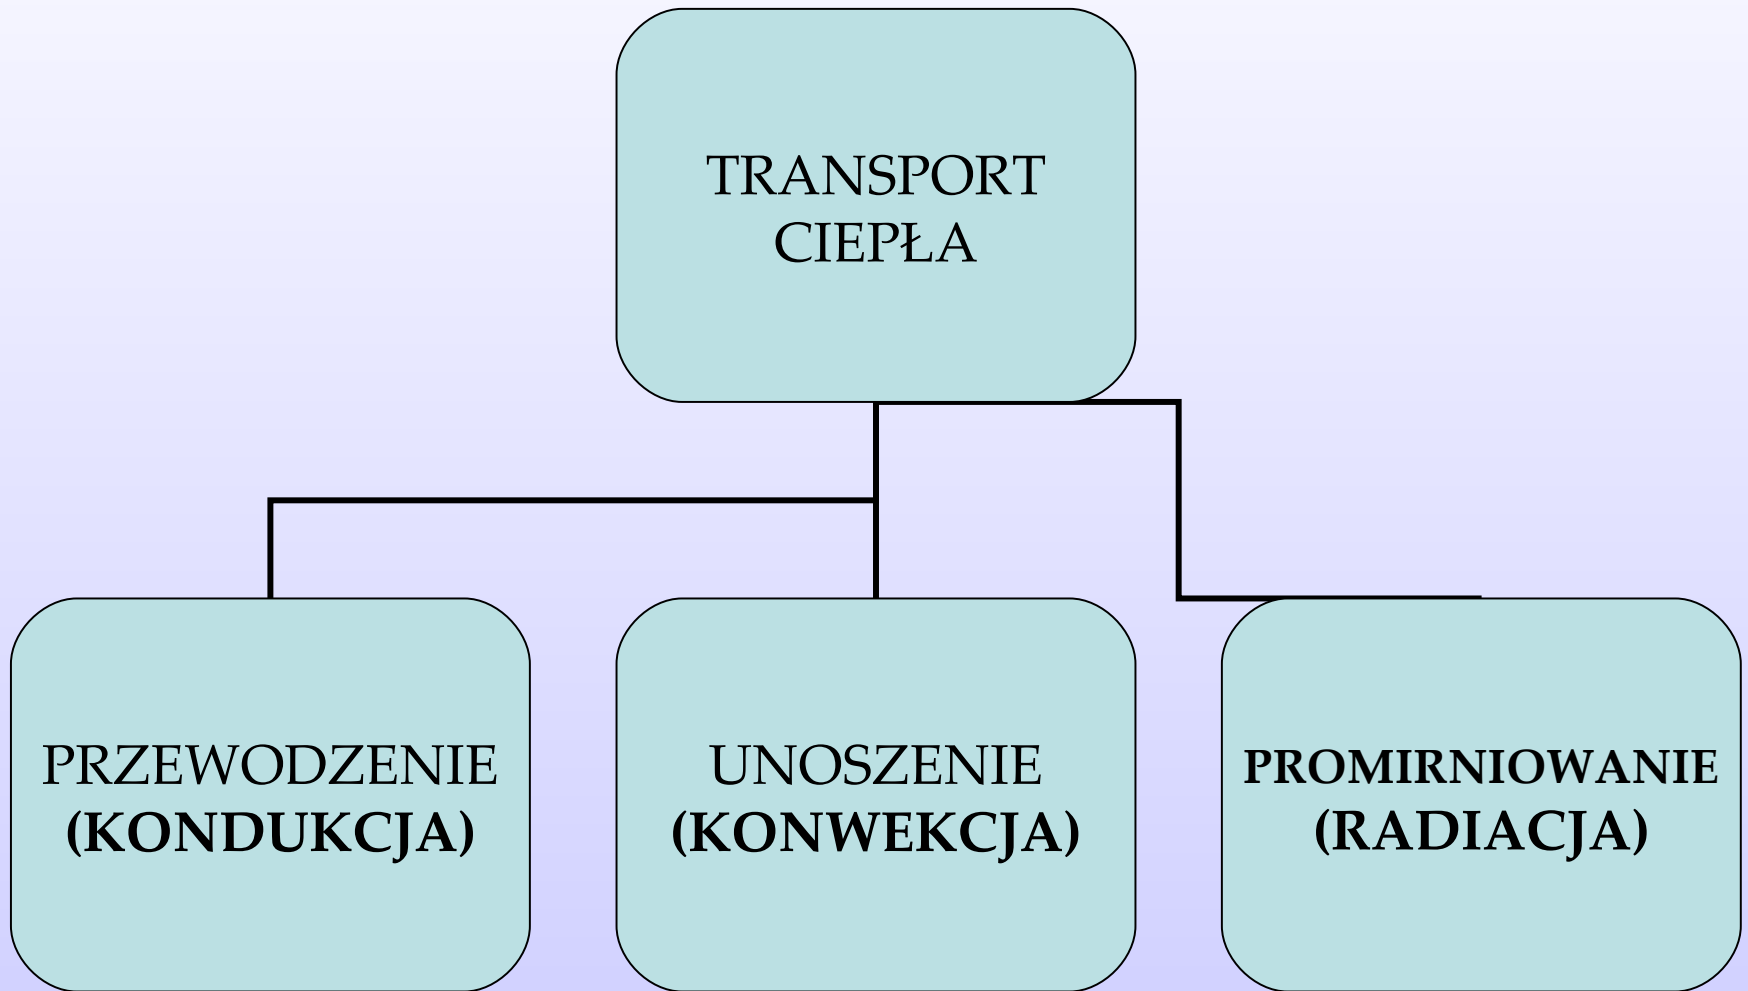 TRANSPORT
CIEPŁA
PRZEWODZENIE
(KONDUKCJA)
UNOSZENIE
(KONWEKCJA)
PROMIRNIOWANIE
(RADIACJA)